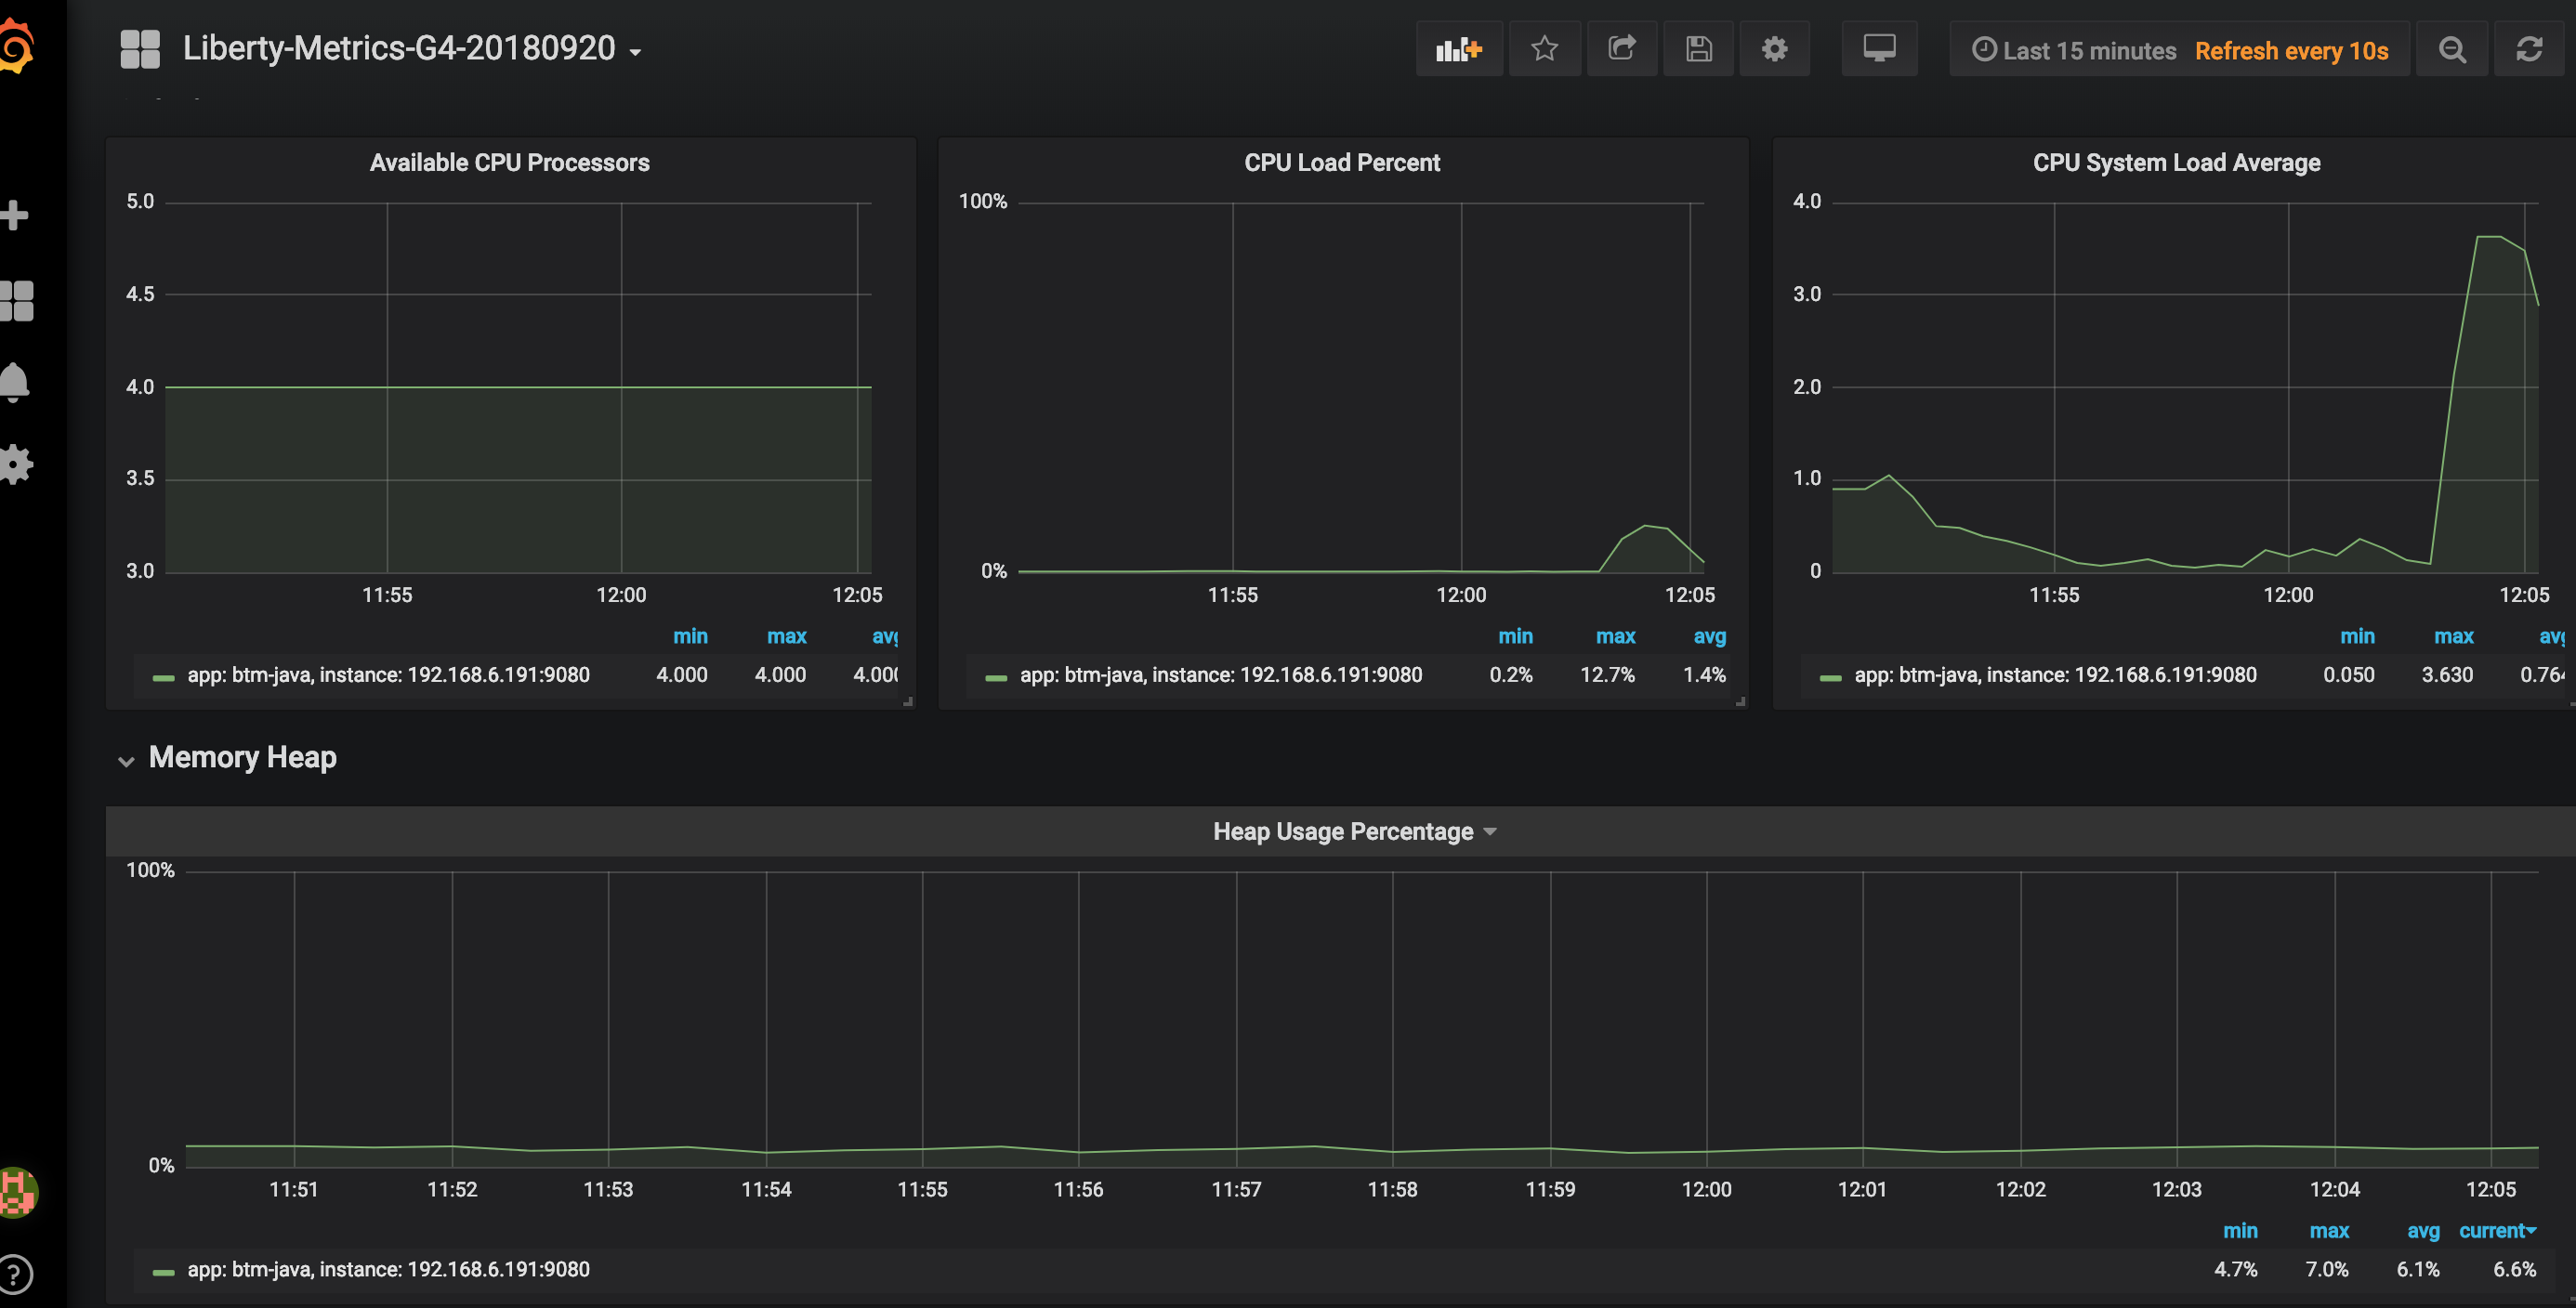 Liberty-Metrics-G4-20180920
Last 15 minutes Refresh every 10s
Available CPU Processors
5.0
4.5
4.0
3.5
3.0
11:55 12:00 12:05
min max avg
app: btm-java, instance: 192.168.6.191:9080 4.000 4.000 4.000
CPU Load Percent
100%
0%
11:55 12:00 12:05
min max avg
app: btm-java, instance: 192.168.6.191:9080 0.2% 12.7% 1.4%
CPU System Load Average
4.0
3.0
2.0
1.0
0
11:55 12:00 12:05
min max avg
app: btm-java, instance: 192.168.6.191:9080 0.050 3.630 0.764
Memory Heap
Heap Usage Percentage
100%
0%
11:51 11:52 11:53 11:54 11:55 11:56 11:57 11:58 11:59 12:00 12:01 12:02 12:03 12:04 12:05
min max avg current
app: btm-java, instance: 192.168.6.191:9080 4.7% 7.0% 6.1% 6.6%